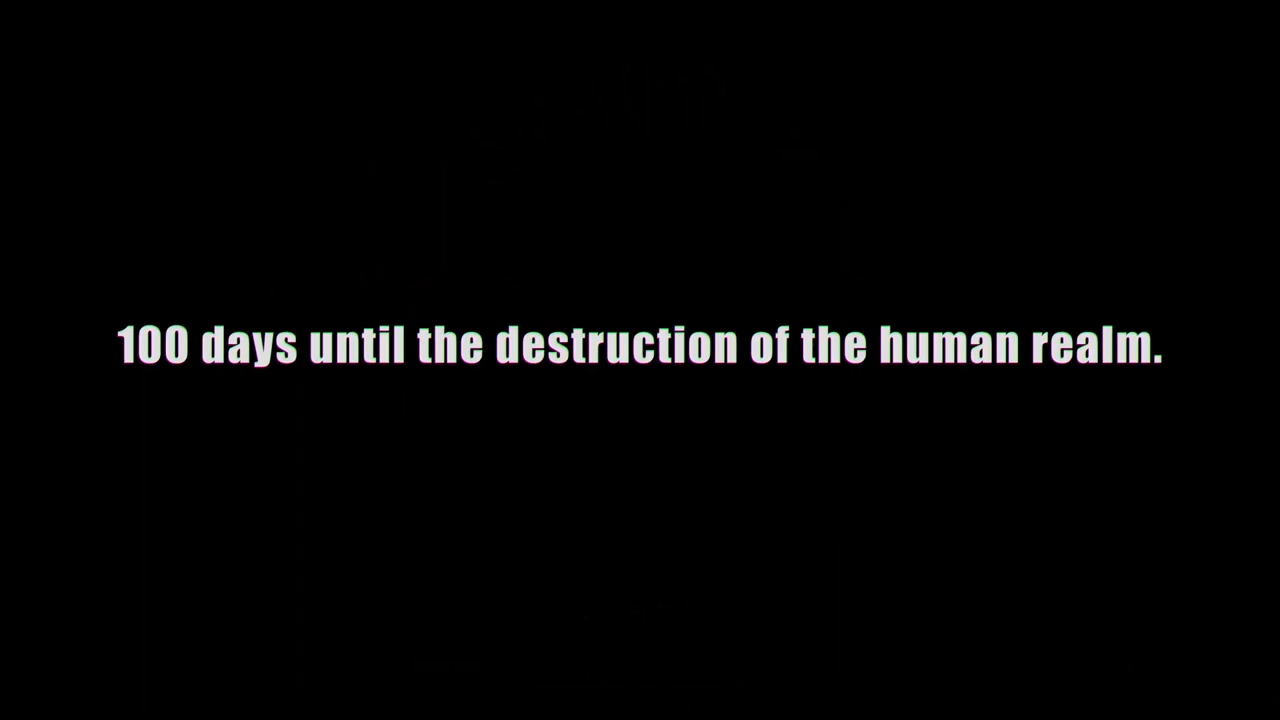 100 days until the destruction of the human realm.